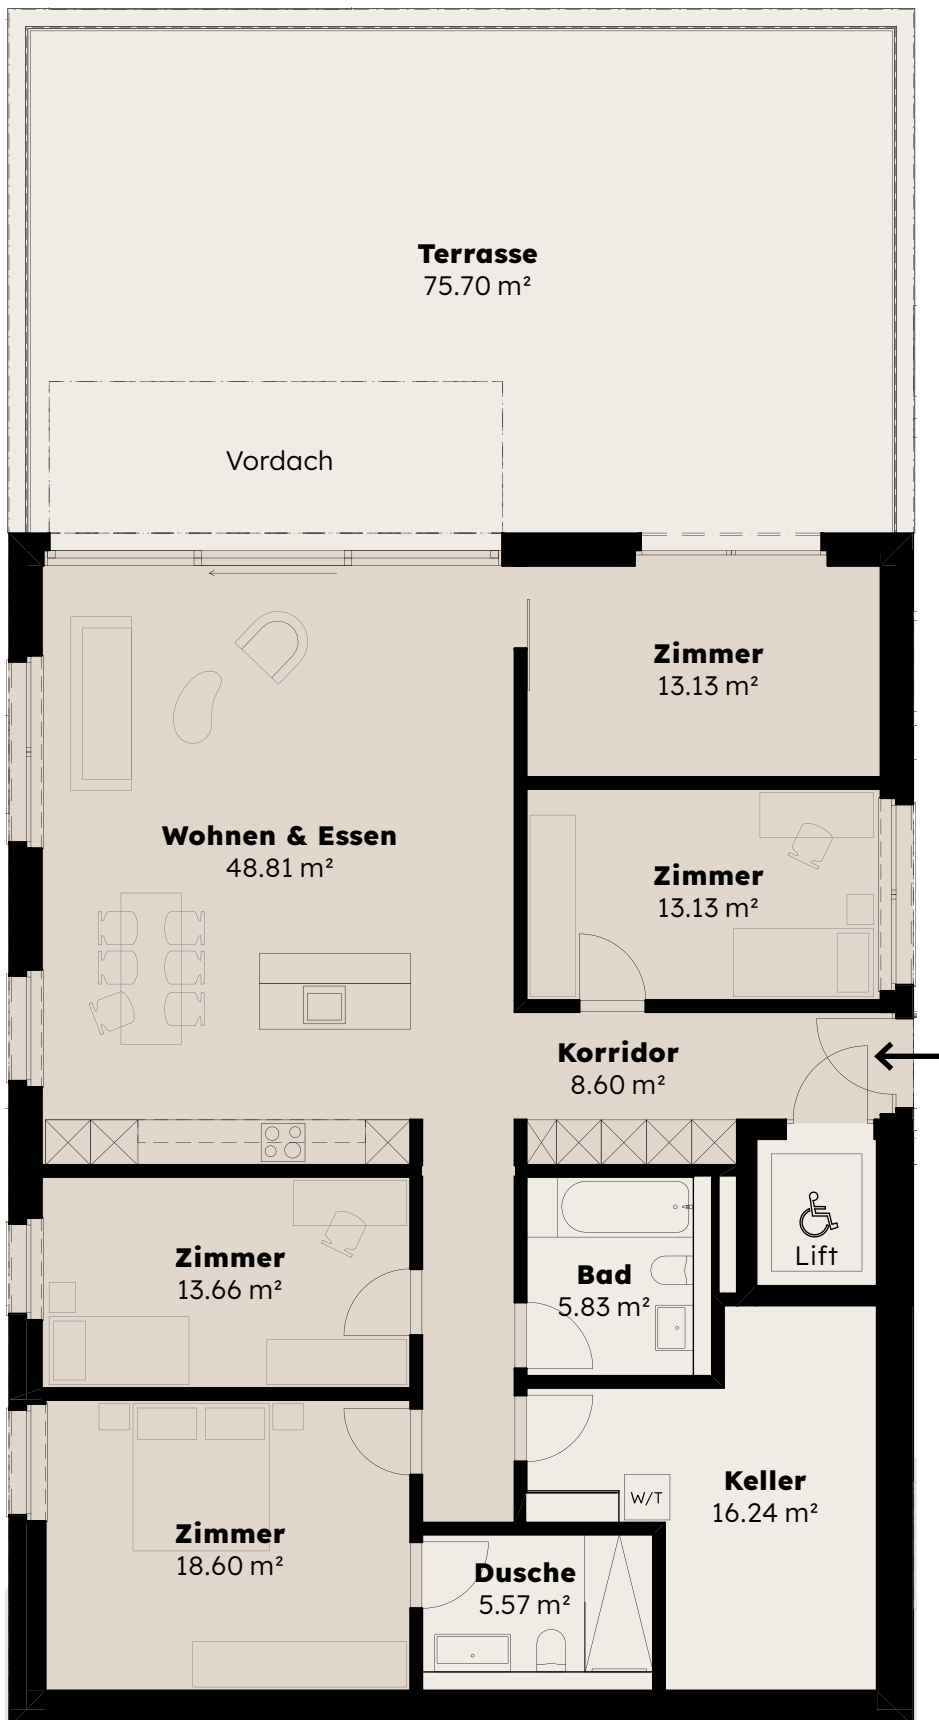 Terrasse
75.70 m²
Vordach
Zimmer
13.13 m²
Wohnen & Essen
48.81 m²
Zimmer
13.13 m²
Korridor
8.60 m²
Lift
Zimmer
13.66 m²
Bad
5.83 m²
Keller
16.24 m²
W/T
Zimmer
18.60 m²
Dusche
5.57 m²